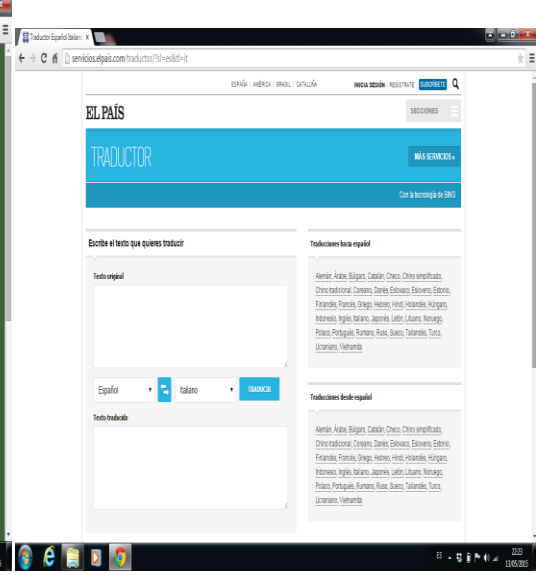 Traductor Español Italiano
servicios.elpais.com/traductor/?sl=es&tl=it
ESPAÑA | AMÉRICA | BRASIL | CATALUÑA
INICIA SESIÓN | REGÍSTRATE | SUSCRÍBETE
EL PAÍS
SECCIONES
TRADUCTOR
MÁS SERVICIOS »
Con la tecnología de BING
Escribe el texto que quieres traducir
Texto original
Español
Italiano
TRADUCIR
Texto traducido
Traducciones hacia español
Alemán, Árabe, Búlgaro, Catalán, Checo, Chino simplificado,
Chino tradicional, Coreano, Danés, Eslovaco, Esloveno, Estonio,
Finlandés, Francés, Griego, Hebreo, Hindi, Holandés, Húngaro,
Indonesio, Inglés, Italiano, Japonés, Letón, Lituano, Noruego,
Polaco, Portugués, Rumano, Ruso, Sueco, Tailandés, Turco,
Ucraniano, Vietnamita
Traducciones desde español
Alemán, Árabe, Búlgaro, Catalán, Checo, Chino simplificado,
Chino tradicional, Coreano, Danés, Eslovaco, Esloveno, Estonio,
Finlandés, Francés, Griego, Hebreo, Hindi, Holandés, Húngaro,
Indonesio, Inglés, Italiano, Japonés, Letón, Lituano, Noruego,
Polaco, Portugués, Rumano, Ruso, Sueco, Tailandés, Turco,
Ucraniano, Vietnamita
ES
22:23
13/05/2015